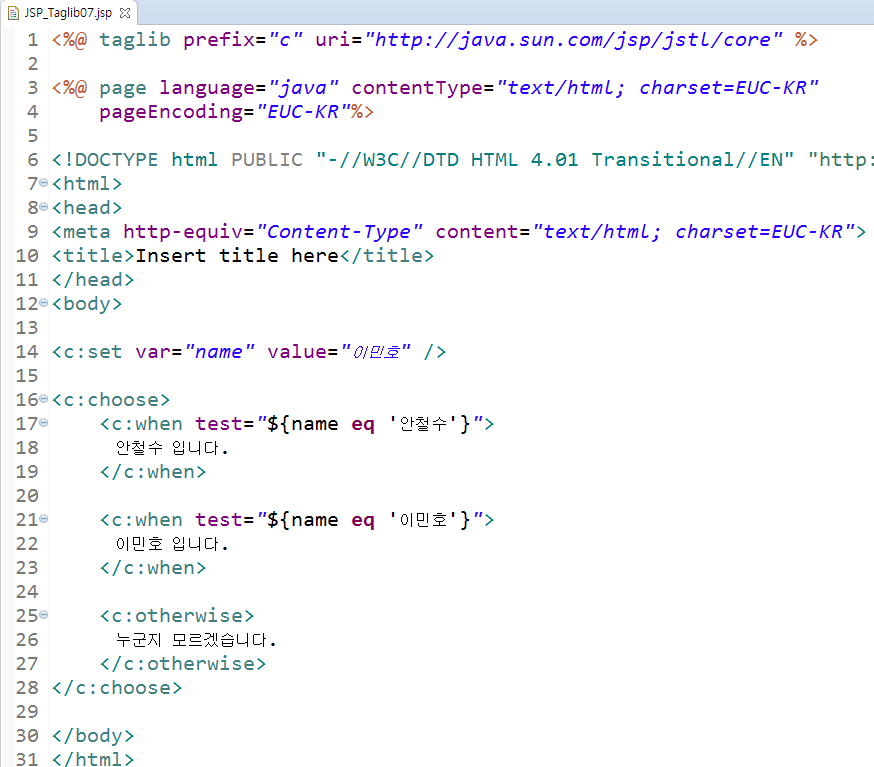 JSP_Taglib07.jsp
1 <%@ taglib prefix="c" uri="http://java.sun.com/jsp/jstl/core" %>
2
3 <%@ page language="java" contentType="text/html; charset=EUC-KR"
4     pageEncoding="EUC-KR"%>
5
6 <!DOCTYPE html PUBLIC "-//W3C//DTD HTML 4.01 Transitional//EN" "http:
7 <html>
8 <head>
9 <meta http-equiv="Content-Type" content="text/html; charset=EUC-KR">
10 <title>Insert title here</title>
11 </head>
12 <body>
13
14 <c:set var="name" value="이민호" />
15
16 <c:choose>
17     <c:when test="${name eq '안철수'}">
18      안철수 입니다.
19     </c:when>
20
21     <c:when test="${name eq '이민호'}">
22      이민호 입니다.
23     </c:when>
24
25     <c:otherwise>
26      누군지 모르겠습니다.
27     </c:otherwise>
28 </c:choose>
29
30 </body>
31 </html>